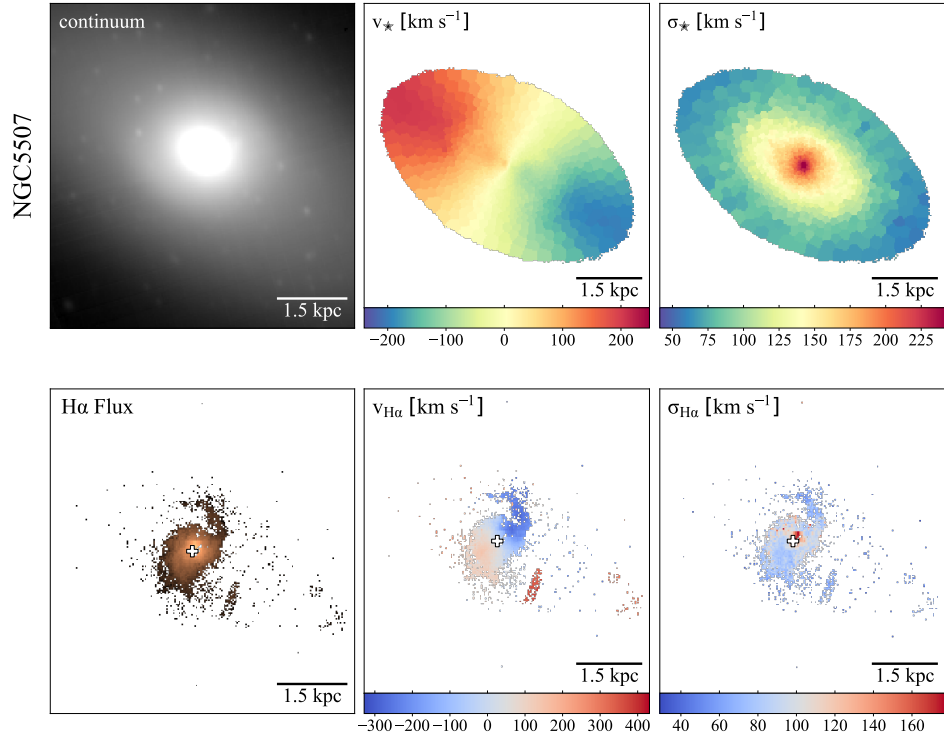 NGC5507
continuum
1.5 kpc
v★ [km s⁻¹]
1.5 kpc
−200 −100 0 100 200
σ★ [km s⁻¹]
1.5 kpc
50 75 100 125 150 175 200 225
Hα Flux
1.5 kpc
vHα [km s⁻¹]
1.5 kpc
−300 −200 −100 0 100 200 300 400
σHα [km s⁻¹]
1.5 kpc
40 60 80 100 120 140 160